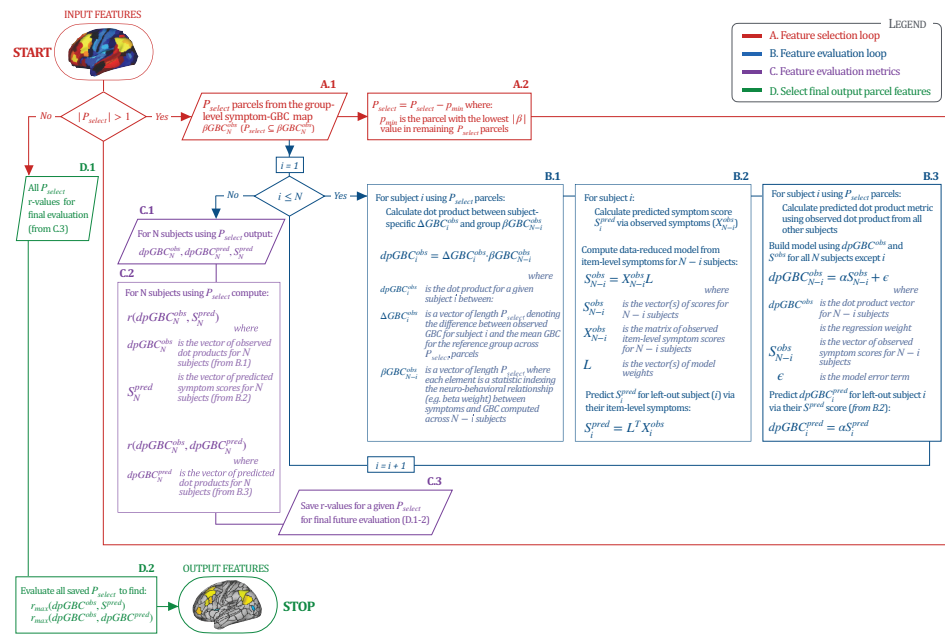 INPUT FEATURES
START
LEGEND
A. Feature selection loop
B. Feature evaluation loop
C. Feature evaluation metrics
D. Select final output parcel features
No
|P_select| > 1
Yes
A.1
P_select parcels from the group-
level symptom-GBC map
βGBC_N^obs (P_select ⊆ βGBC_N^obs)
A.2
P_select = P_select − p_min where:
p_min is the parcel with the lowest |β|
value in remaining P_select parcels
D.1
All P_select
r-values for
final evaluation
(from C.3)
i = 1
No
i ≤ N
Yes
B.1
For subject i using P_select parcels:
Calculate dot product between subject-
specific ΔGBC_i^obs and group βGBC_N−i^obs
dpGBC_i^obs = ΔGBC_i^obs · βGBC_N−i^obs
where
dpGBC_i^obs is the dot product for a given
subject i between:
ΔGBC_i^obs is a vector of length P_select denoting
the difference between observed
GBC for subject i and the mean GBC
for the reference group across
P_select parcels
βGBC_N−i^obs is a vector of length P_select where
each element is a statistic indexing
the neuro-behavioral relationship
(e.g. beta weight) between
symptoms and GBC computed
across N − i subjects
B.2
For subject i:
Calculate predicted symptom score
S_i^pred via observed symptoms (X_N−i^obs)
Compute data-reduced model from
item-level symptoms for N − i subjects:
S_N−i^obs = X_N−i^obs L
where
S_N−i^obs is the vector(s) of scores for
N − i subjects
X_N−i^obs is the matrix of observed
item-level symptom scores
for N − i subjects
L is the vector(s) of model
weights
Predict S_i^pred for left-out subject (i) via
their item-level symptoms:
S_i^pred = L^T X_i^obs
B.3
For subject i using P_select parcels:
Calculate predicted dot product metric
using observed dot product from all
other subjects
Build model using dpGBC^obs and
S^obs for all N subjects except i
dpGBC_N−i^obs = αS_N−i^obs + ϵ
where
dpGBC^obs is the dot product vector for
N − i subjects
is the regression weight
S_N−i^obs is the vector of observed
symptom scores for N − i
subjects
ϵ is the model error term
Predict dpGBC_i^pred for left-out subject i
via their S^pred score (from B.2):
dpGBC_i^pred = αS_i^pred
i = i + 1
C.1
For N subjects using P_select output:
dpGBC_N^obs, dpGBC_N^pred, S_N^pred
C.2
For N subjects using P_select compute:
r(dpGBC_N^obs, S_N^pred)
where
dpGBC_N^obs is the vector of observed
dot products for N
subjects (from B.1)
S_N^pred is the vector of predicted
symptom scores for N
subjects (from B.2)
r(dpGBC_N^obs, dpGBC_N^pred)
where
dpGBC_N^pred is the vector of predicted
dot products for N
subjects (from B.3)
C.3
Save r-values for a given P_select
for final future evaluation (D.1-2)
D.2
Evaluate all saved P_select to find:
r_max(dpGBC^obs, S^pred)
r_max(dpGBC^obs, dpGBC^pred)
OUTPUT FEATURES
STOP